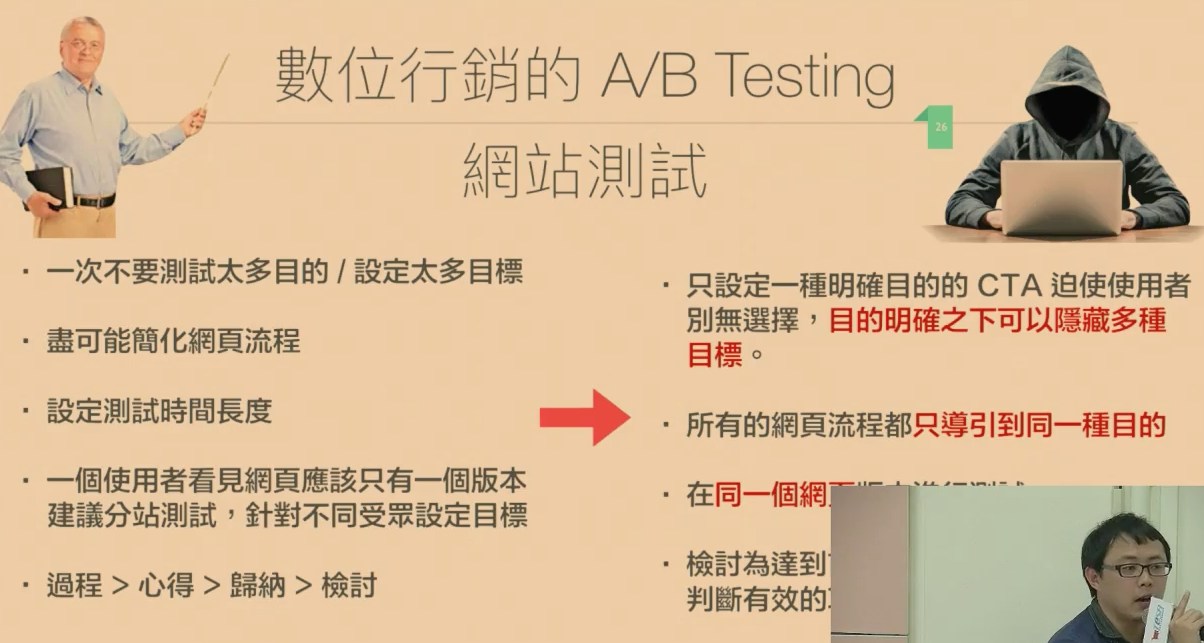 數位行銷的 A/B Testing
26
網站測試
· 一次不要測試太多目的 / 設定太多目標
· 盡可能簡化網頁流程
· 設定測試時間長度
· 一個使用者看見網頁應該只有一個版本
建議分站測試，針對不同受眾設定目標
· 過程 > 心得 > 歸納 > 檢討
· 只設定一種明確目的的 CTA 迫使使用者
別無選擇，目的明確之下可以隱藏多種
目標。
· 所有的網頁流程都只導引到同一種目的
· 在同一個網
· 檢討為達到
判斷有效的